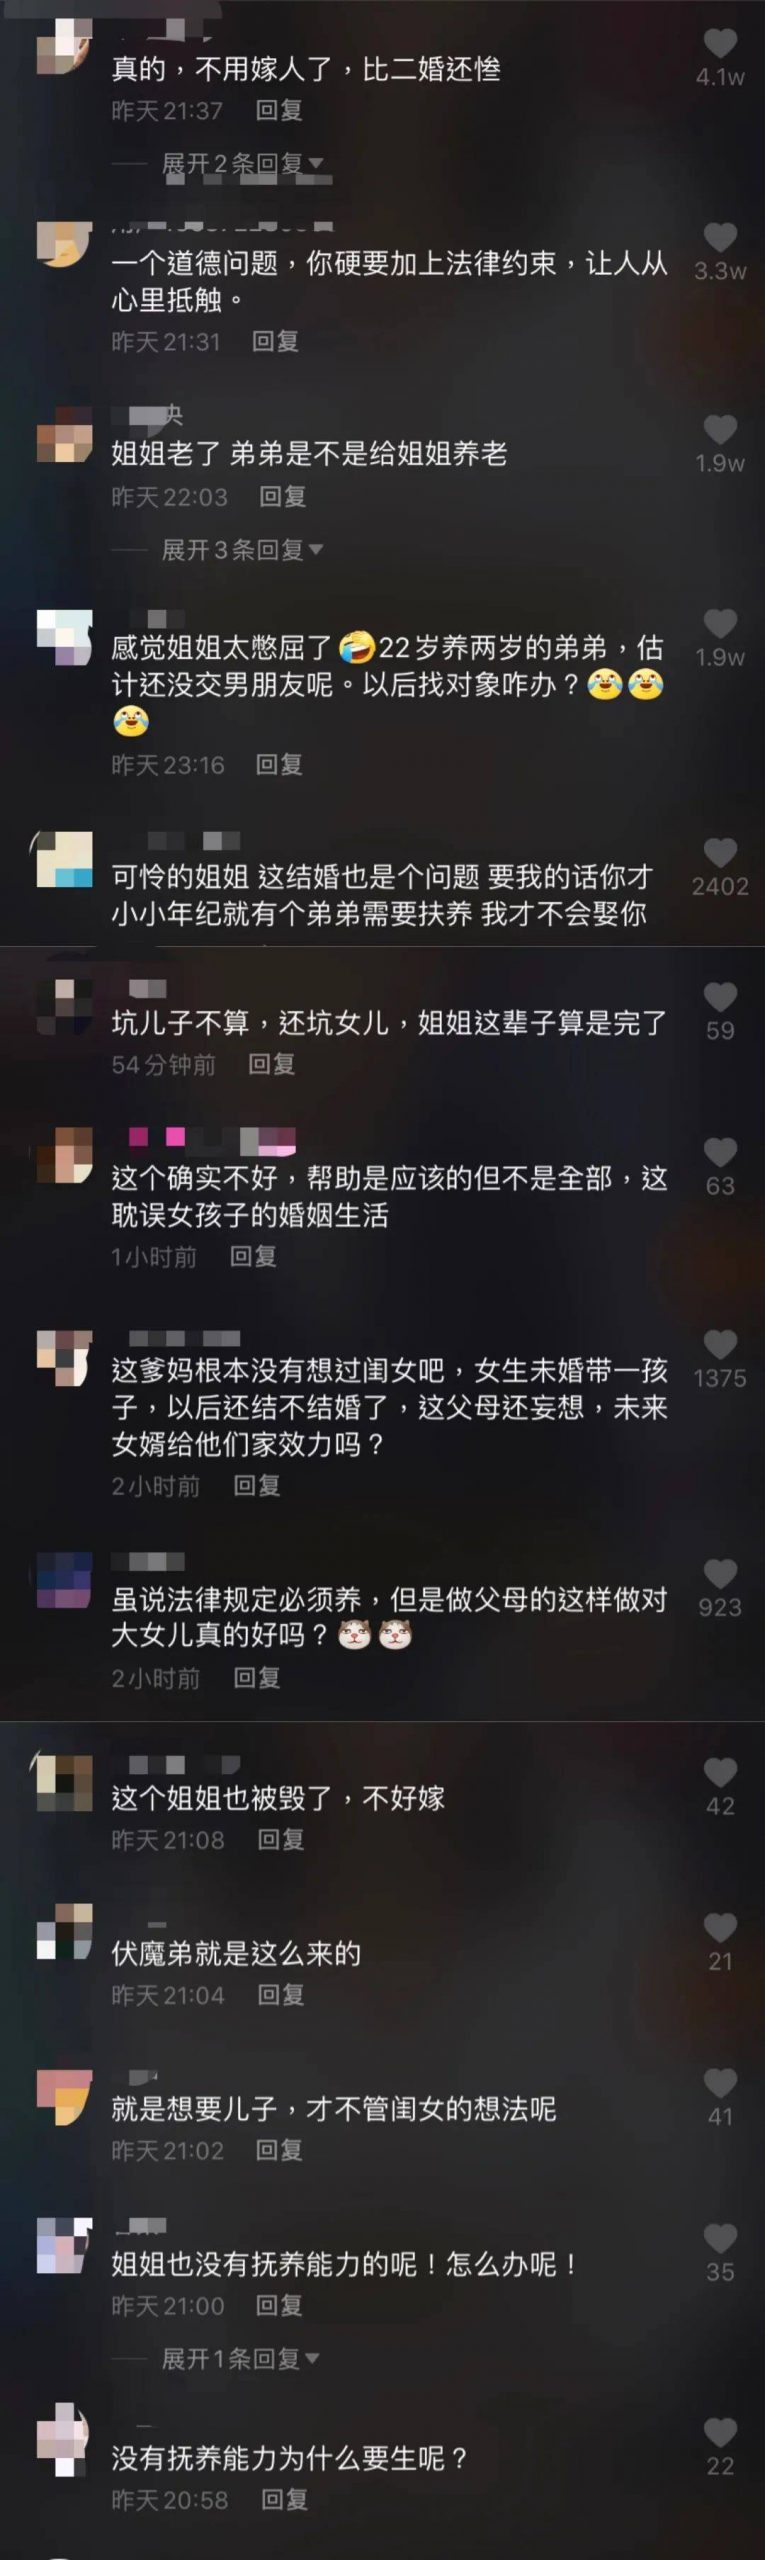 真的，不用嫁人了，比二婚还惨
4.1w
昨天21:37 回复
展开2条回复
一个道德问题，你硬要加上法律约束，让人从
3.3w
心里抵触。
昨天21:31 回复
央
姐姐老了 弟弟是不是给姐姐养老
1.9w
昨天22:03 回复
展开3条回复
感觉姐姐太憋屈了🤣22岁养两岁的弟弟，估
1.9w
计还没交男朋友呢。以后找对象咋办？😂😂
😂
昨天23:16 回复
可怜的姐姐 这结婚也是个问题 要我的话你才
2402
小小年纪就有个弟弟需要扶养 我才不会娶你
坑儿子不算，还坑女儿，姐姐这辈子算是完了
59
54分钟前 回复
这个确实不好，帮助是应该的但不是全部，这
63
耽误女孩子的婚姻生活
1小时前 回复
这爹妈根本没有想过闺女吧，女生未婚带一孩
1375
子，以后还结不结婚了，这父母还妄想，未来
女婿给他们家效力吗？
2小时前 回复
虽说法律规定必须养，但是做父母的这样做对
923
大女儿真的好吗？
2小时前 回复
这个姐姐也被毁了，不好嫁
42
昨天21:08 回复
伏魔弟就是这么来的
21
昨天21:04 回复
就是想要儿子，才不管闺女的想法呢
41
昨天21:02 回复
姐姐也没有抚养能力的呢！怎么办呢！
35
昨天21:00 回复
展开1条回复
没有抚养能力为什么要生呢？
22
昨天20:58 回复